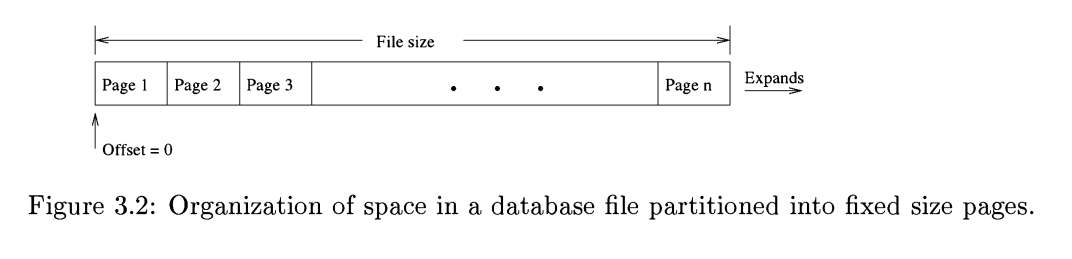 File size
Page 1 Page 2 Page 3 . . . Page n Expands
Offset = 0
Figure 3.2: Organization of space in a database file partitioned into fixed size pages.